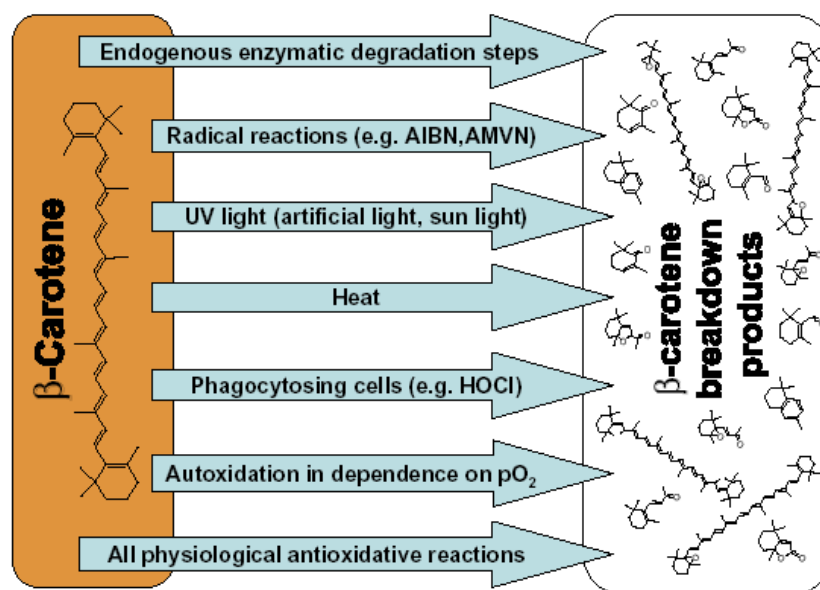 β-Carotene
Endogenous enzymatic degradation steps
Radical reactions (e.g. AIBN,AMVN)
UV light (artificial light, sun light)
Heat
Phagocytosing cells (e.g. HOCl)
Autoxidation in dependence on pO₂
All physiological antioxidative reactions
β-carotene
breakdown
products